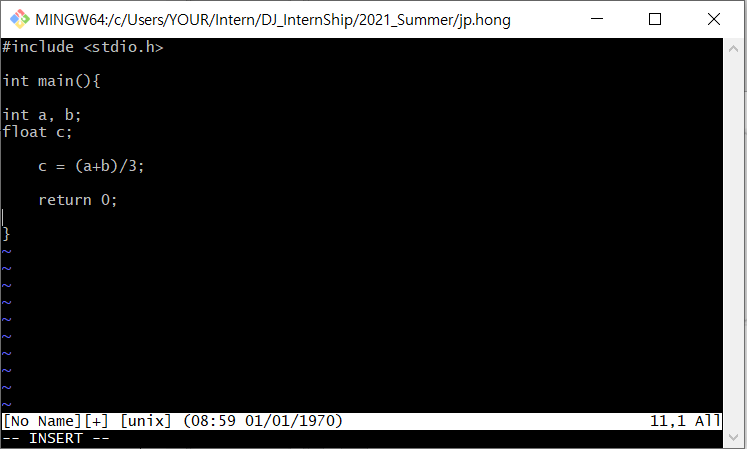 MINGW64:/c/Users/YOUR/Intern/DJ_InternShip/2021_Summer/jp.hong
#include <stdio.h>
int main(){
int a, b;
float c;
    c = (a+b)/3;
    return 0;
}
~
~
~
~
~
~
~
~
~
~
[No Name][+] [unix] (08:59 01/01/1970) 11,1 All
-- INSERT --